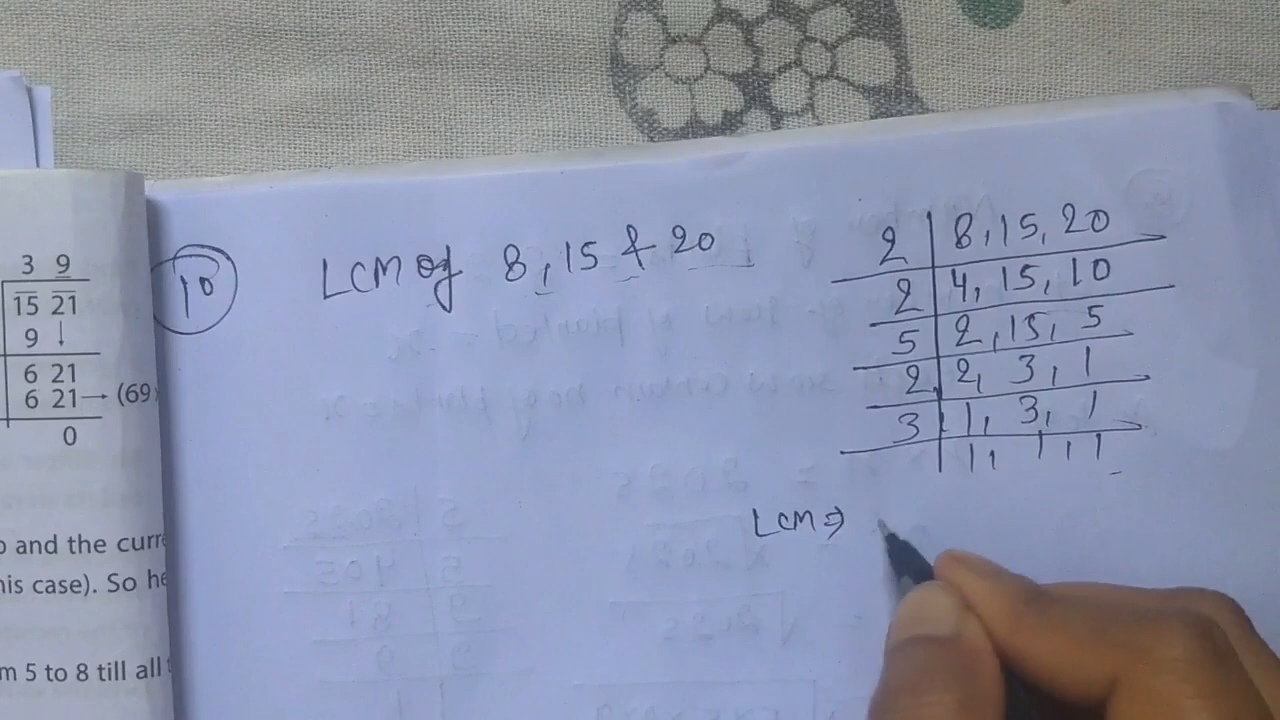 3 9
15 21
9 ↓
6 21
6 21 → (69
0
and the curr
his case). So he
m 5 to 8 till all
10
LCM of 8, 15 & 20
2 | 8, 15, 20
2 | 4, 15, 10
5 | 2, 15, 5
2 | 2, 3, 1
3 | 1, 3, 1
1, 1, 1
LCM ⇒